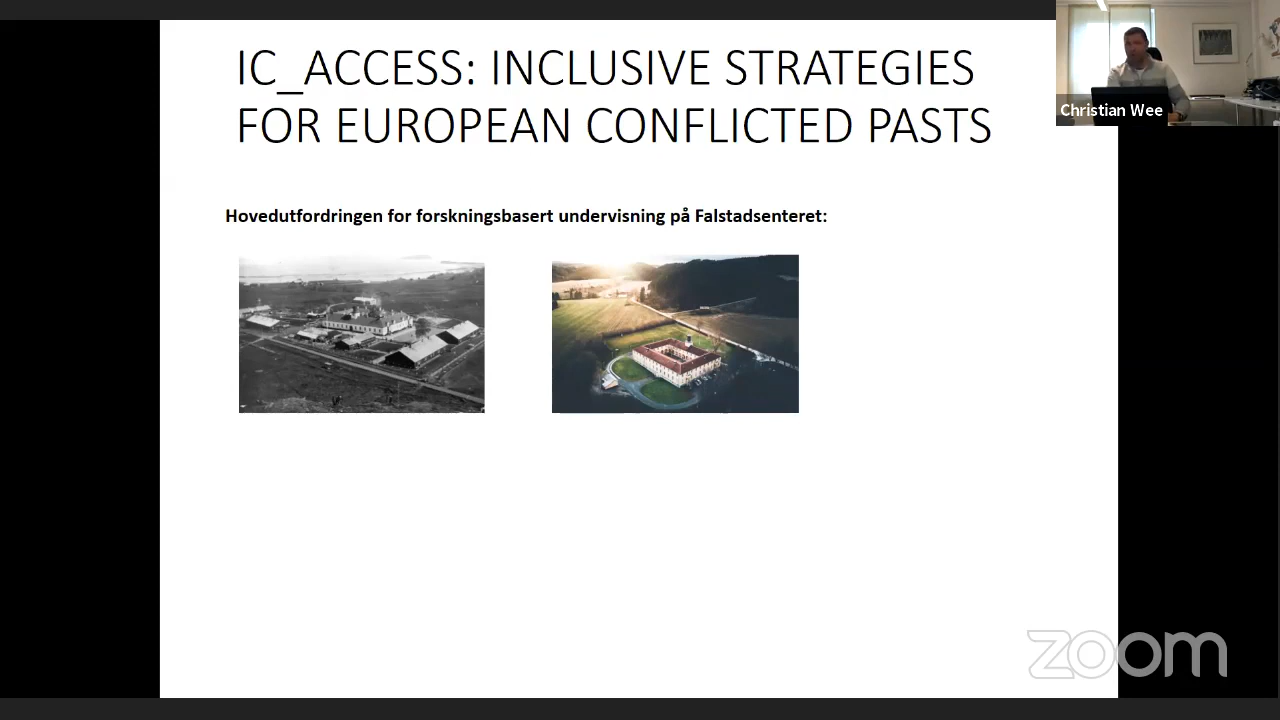 IC_ACCESS: INCLUSIVE STRATEGIES
FOR EUROPEAN CONFLICTED PASTS
Christian Wee
Hovedutfordringen for forskningsbasert undervisning på Falstadsenteret:
zoom